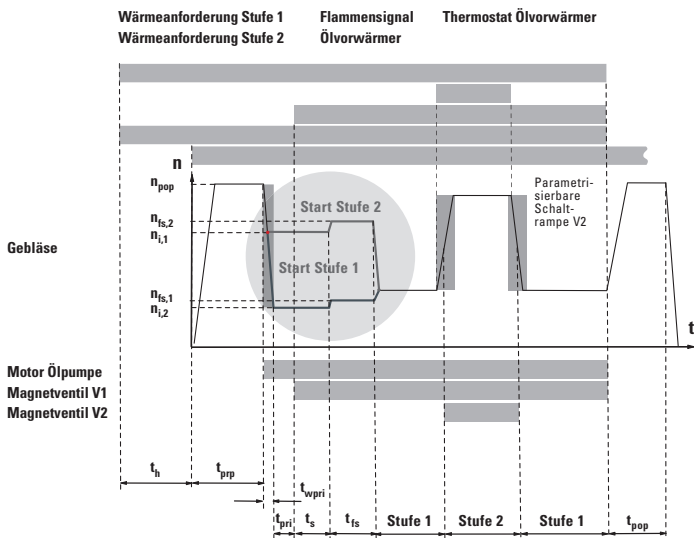 Wärmeanforderung Stufe 1 Flammensignal Thermostat Ölvorwärmer
Wärmeanforderung Stufe 2 Ölvorwärmer
n
n_pop
Start Stufe 2
Parametri-
sierbare
Schalt-
rampe V2
n_fs,2
n_i,1
Gebläse
Start Stufe 1
n_fs,1
n_i,2
t
Motor Ölpumpe
Magnetventil V1
Magnetventil V2
t_h t_prp
t_wpri
t_pri t_s t_fs Stufe 1 Stufe 2 Stufe 1 t_pop